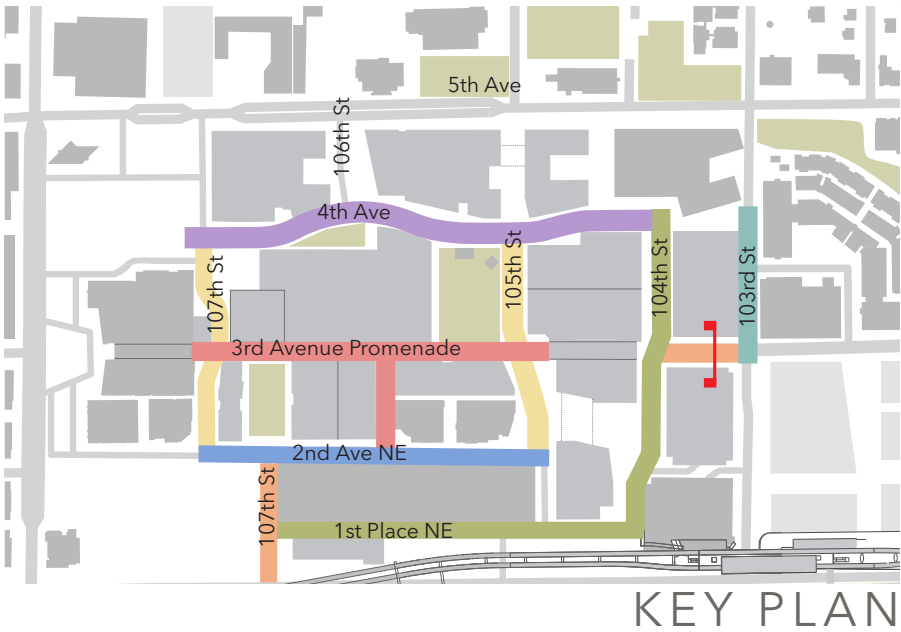 5th Ave
106th St
4th Ave
107th St
105th St
104th St
103rd St
3rd Avenue Promenade
2nd Ave NE
107th St
1st Place NE
KEY PLAN